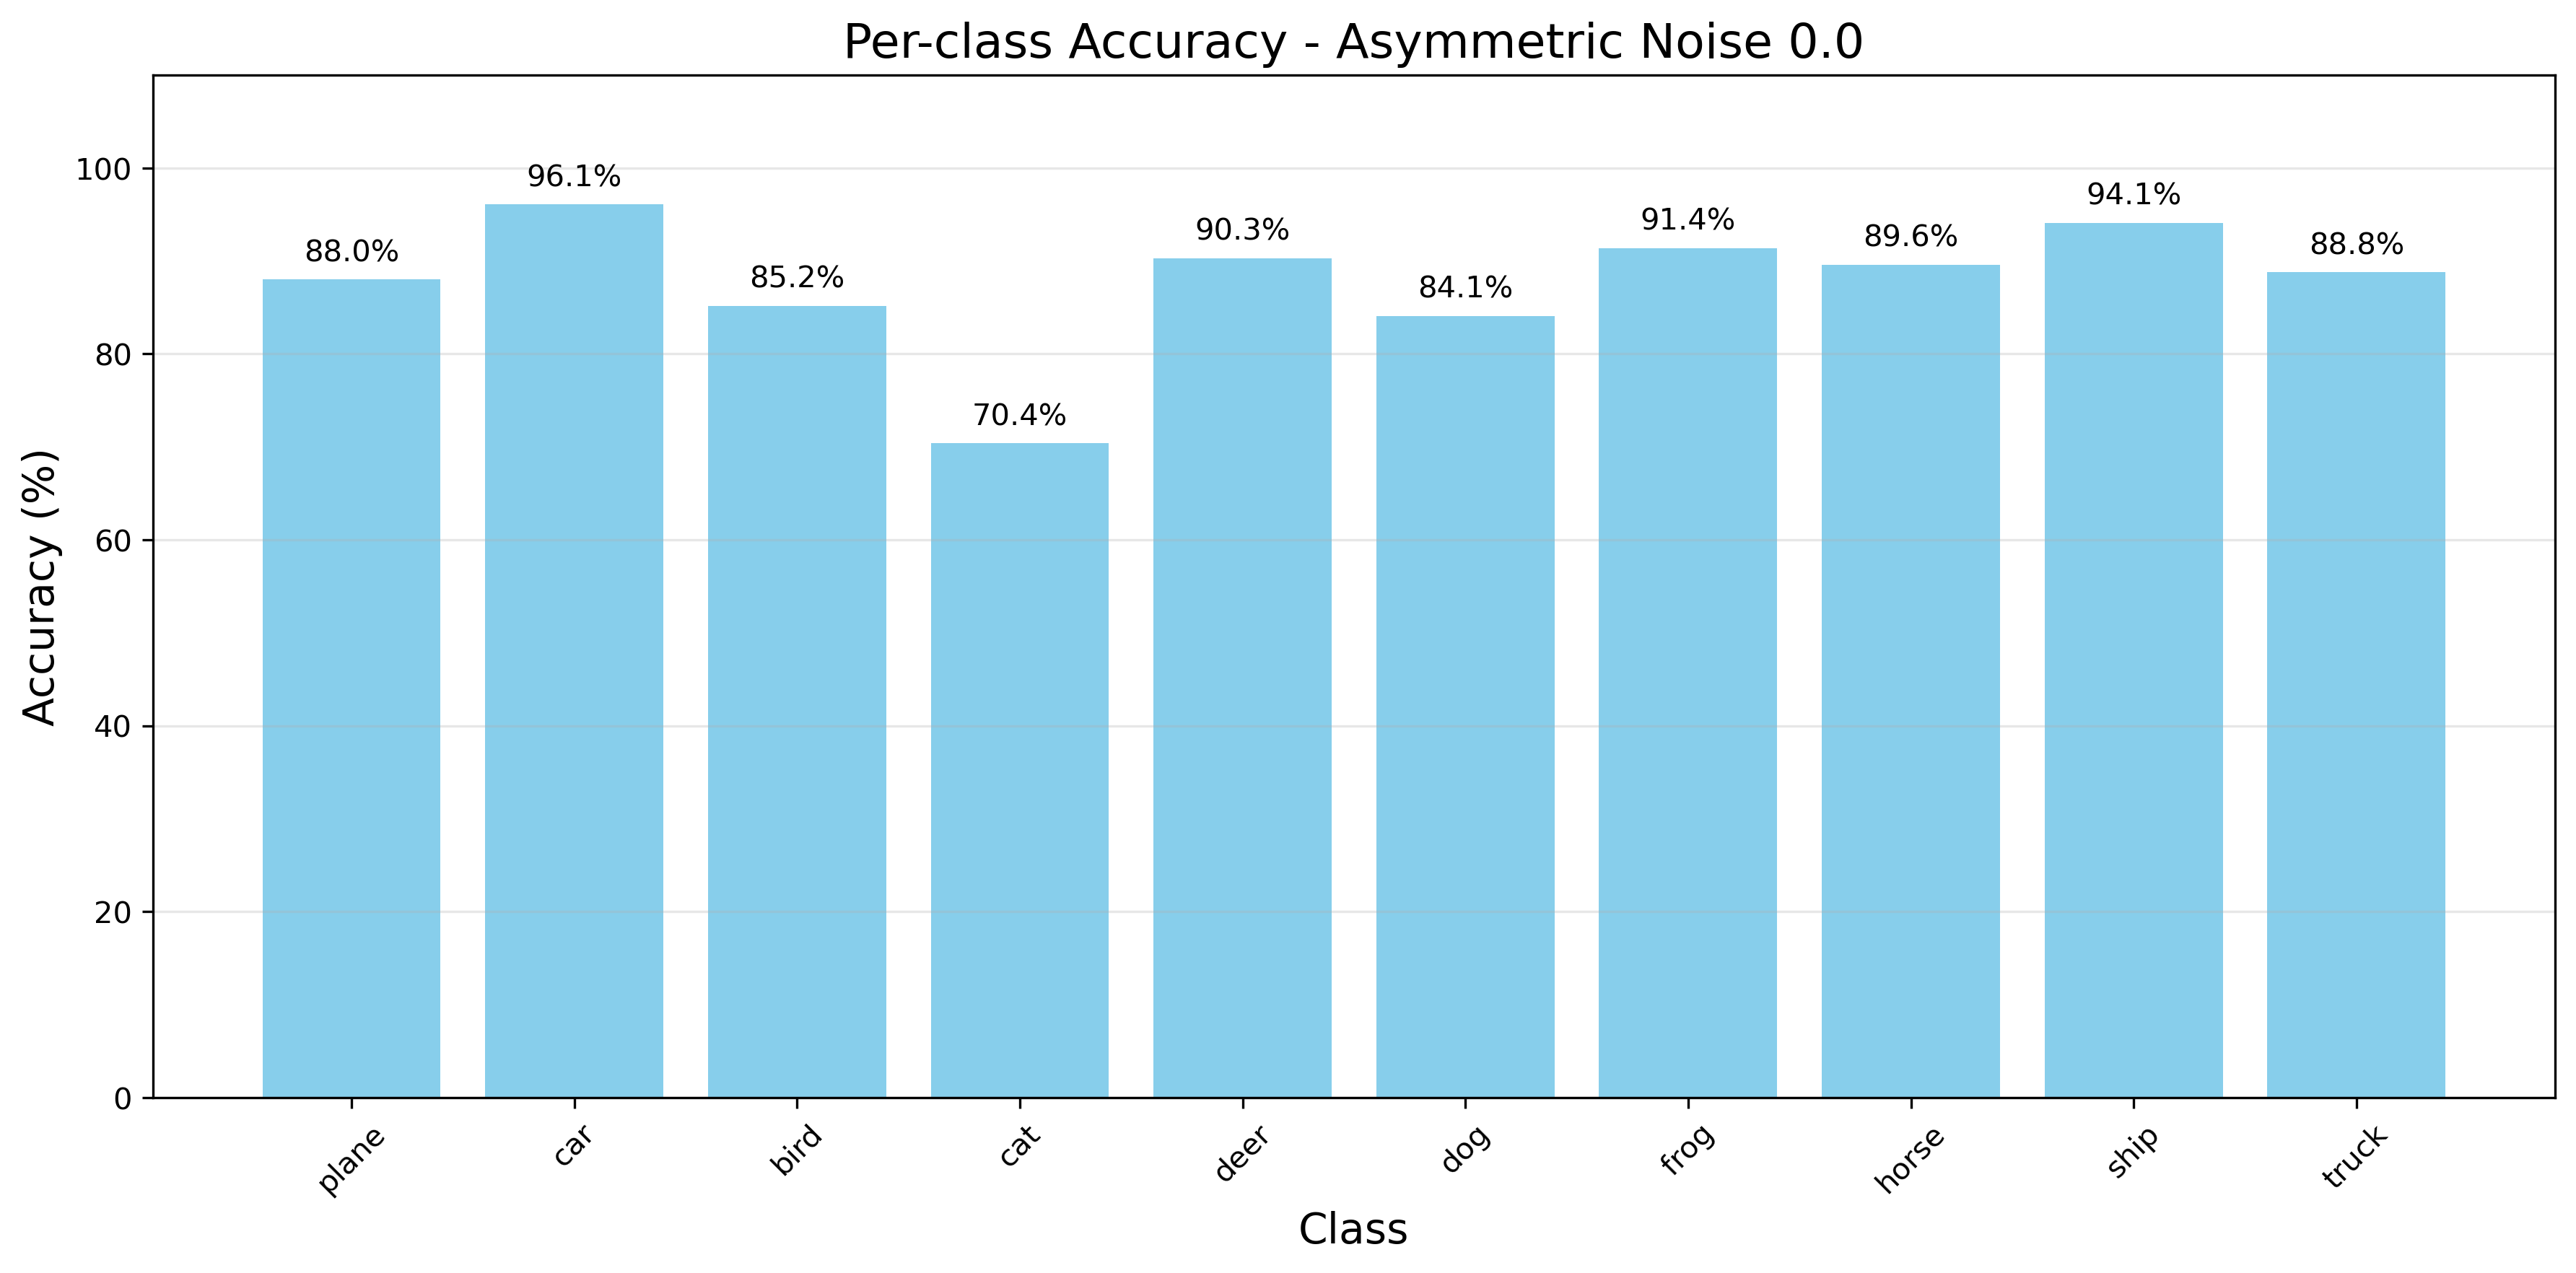 Per-class Accuracy - Asymmetric Noise 0.0
Accuracy (%)
100
80
60
40
20
0
88.0%
96.1%
85.2%
70.4%
90.3%
84.1%
91.4%
89.6%
94.1%
88.8%
plane
car
bird
cat
deer
dog
frog
horse
ship
truck
Class